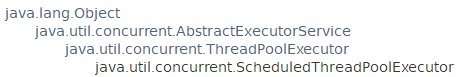 java.lang.Object
java.util.concurrent.AbstractExecutorService
java.util.concurrent.ThreadPoolExecutor
java.util.concurrent.ScheduledThreadPoolExecutor